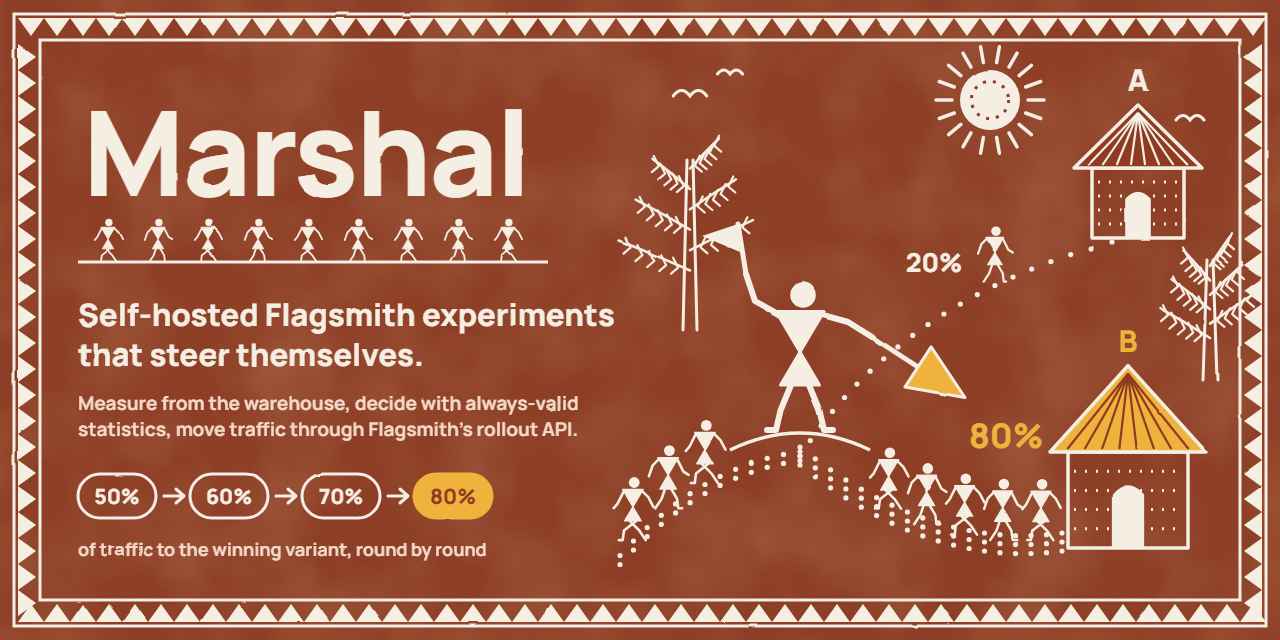 Marshal
Self-hosted Flagsmith experiments
that steer themselves.
Measure from the warehouse, decide with always-valid
statistics, move traffic through Flagsmith's rollout API.
50% → 60% → 70% → 80%
of traffic to the winning variant, round by round
A
20%
B
80%